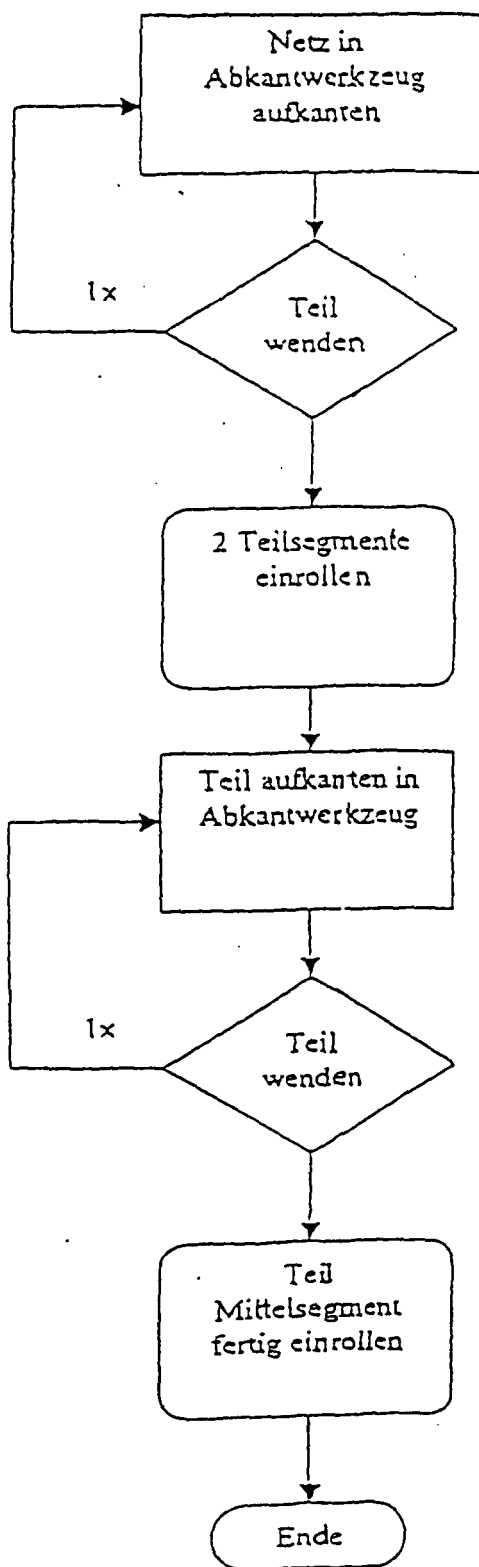 Netz in
Abkantwerkzeug
aufkanten
1x
Teil
wenden
2 Teilsegmente
einrollen
Teil aufkanten in
Abkantwerkzeug
1x
Teil
wenden
Teil
Mittelsegment
fertig einrollen
Ende